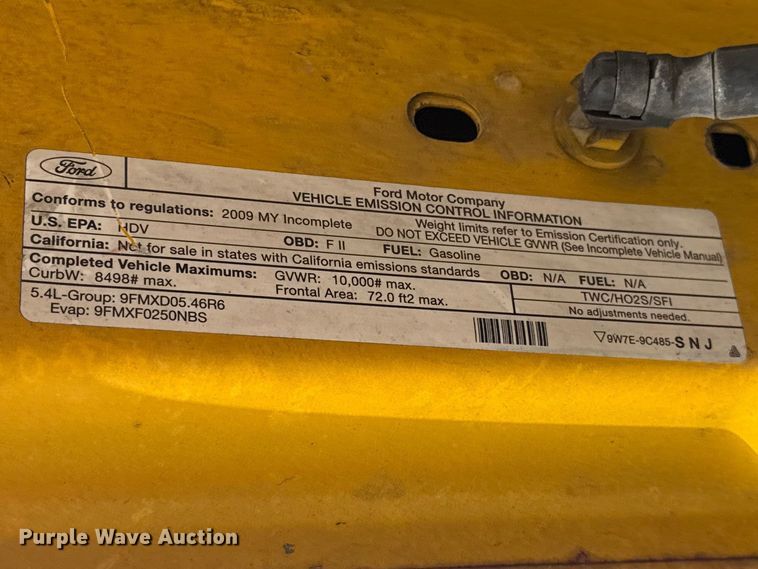 Ford
Ford Motor Company
VEHICLE EMISSION CONTROL INFORMATION
Conforms to regulations: 2009 MY Incomplete
Weight limits refer to Emission Certification only.
U.S. EPA: HDV OBD: F II FUEL: Gasoline
DO NOT EXCEED VEHICLE GVWR (See Incomplete Vehicle Manual)
California: Not for sale in states with California emissions standards OBD: N/A FUEL: N/A
Completed Vehicle Maximums: GVWR: 10,000# max.
CurbW: 8498# max. Frontal Area: 72.0 ft2 max.
TWC/HO2S/SFI
No adjustments needed.
5.4L-Group: 9FMXD05.46R6
Evap: 9FMXF0250NBS
9W7E-9C485-S N J
Purple Wave Auction